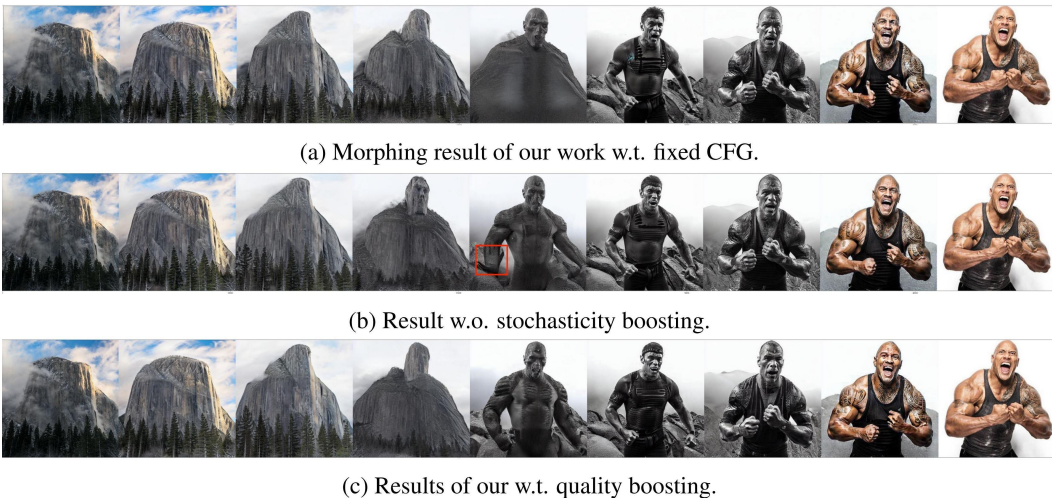 (a) Morphing result of our work w.t. fixed CFG.
(b) Result w.o. stochasticity boosting.
(c) Results of our w.t. quality boosting.